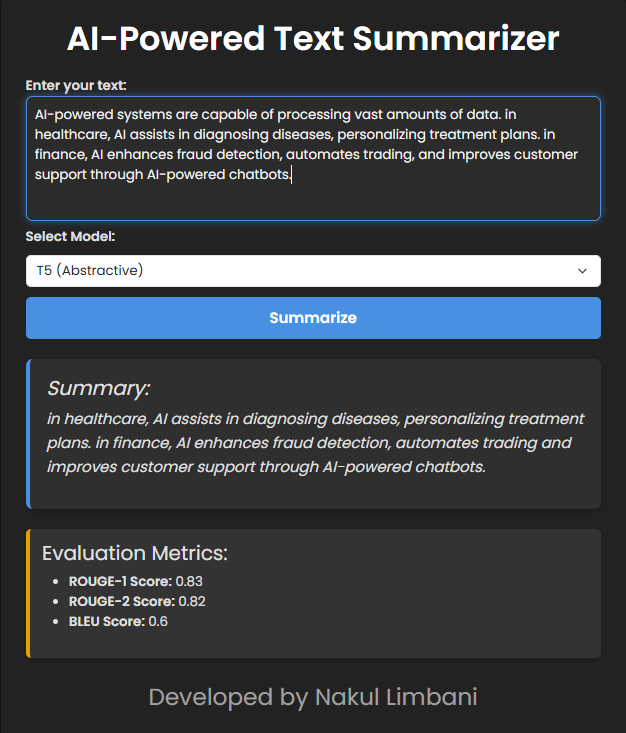 AI-Powered Text Summarizer
Enter your text:
AI-powered systems are capable of processing vast amounts of data. in
healthcare, AI assists in diagnosing diseases, personalizing treatment plans. in
finance, AI enhances fraud detection, automates trading, and improves customer
support through AI-powered chatbots.
Select Model:
T5 (Abstractive)
Summarize
Summary:
in healthcare, AI assists in diagnosing diseases, personalizing treatment
plans. in finance, AI enhances fraud detection, automates trading and
improves customer support through AI-powered chatbots.
Evaluation Metrics:
• ROUGE-1 Score: 0.83
• ROUGE-2 Score: 0.82
• BLEU Score: 0.6
Developed by Nakul Limbani